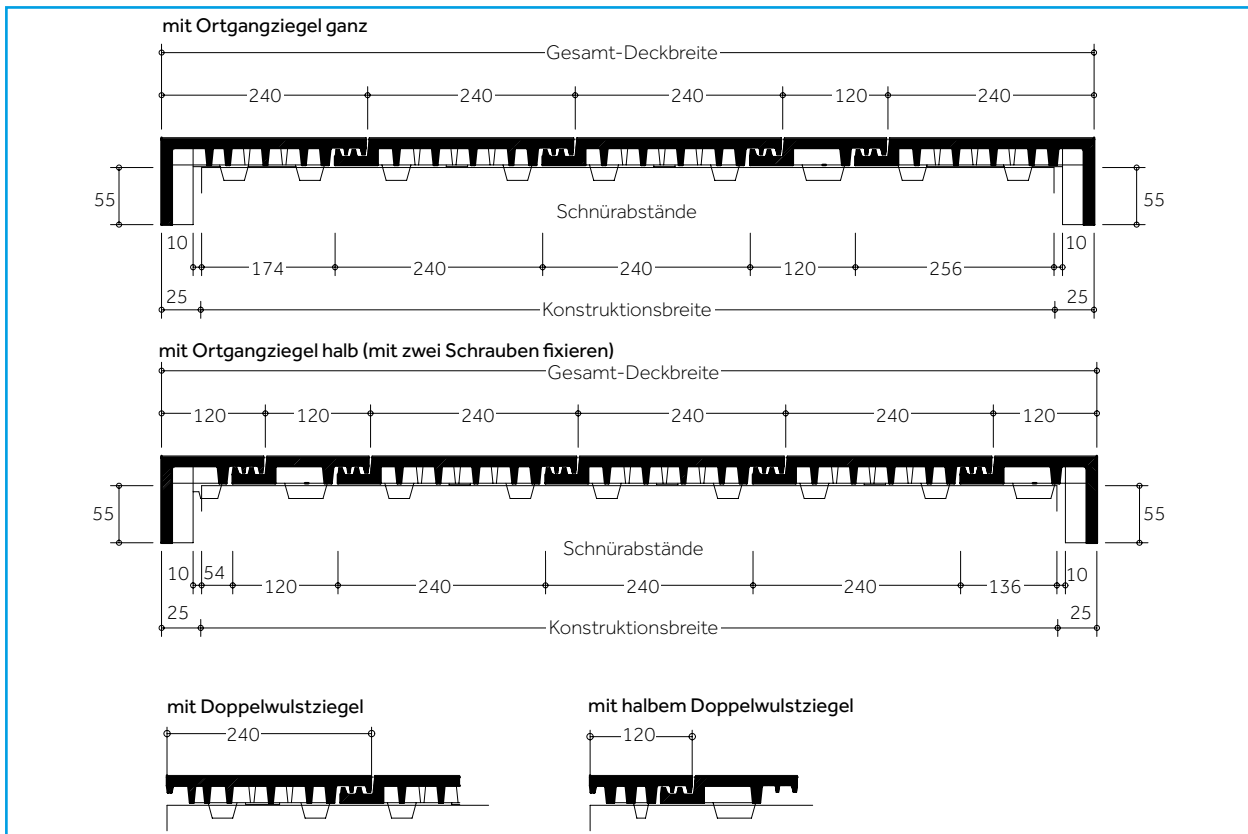 mit Ortgangziegel ganz
Gesamt-Deckbreite
240 240 240 120 240
55 55
Schnürabstände
10 10
174 240 240 120 256
25 25
Konstruktionsbreite
mit Ortgangziegel halb (mit zwei Schrauben fixieren)
Gesamt-Deckbreite
120 120 240 240 240 120
55 55
Schnürabstände
10 54 120 240 240 240 136 10
25 25
Konstruktionsbreite
mit Doppelwulstziegel
240
mit halbem Doppelwulstziegel
120